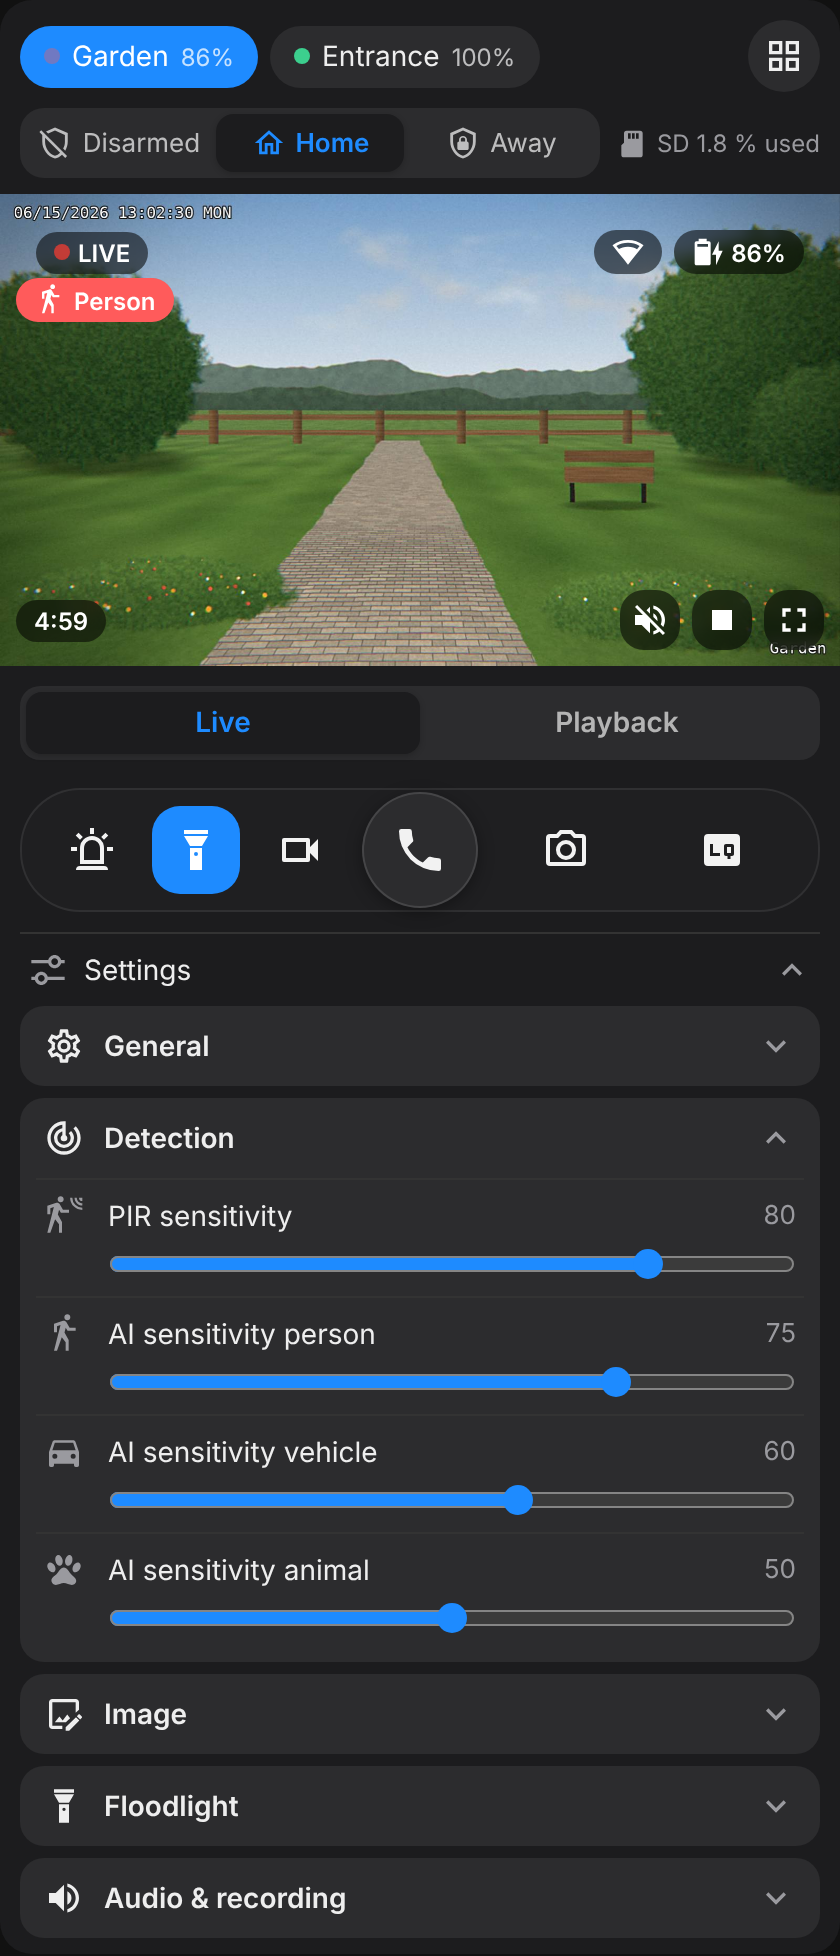 Garden 86%
Entrance 100%
Disarmed
Home
Away
SD 1.8 % used
06/15/2026 13:02:30 MON
LIVE
86%
Person
4:59
Garden
Live
Playback
LQ
Settings
General
Detection
PIR sensitivity 80
AI sensitivity person 75
AI sensitivity vehicle 60
AI sensitivity animal 50
Image
Floodlight
Audio & recording